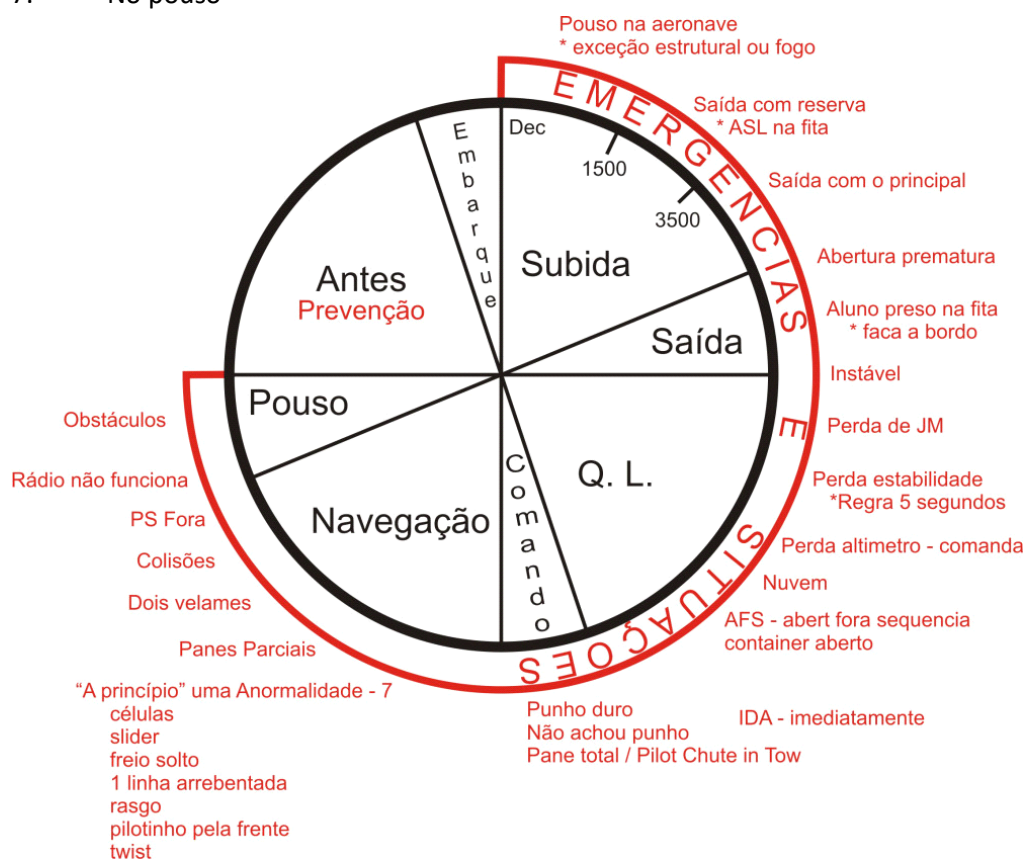 7. No pouso
Pouso na aeronave
* exceção estrutural ou fogo
EMERGENCIAS E SITUAÇOES
Saída com reserva
* ASL na fita
Saída com o principal
Abertura prematura
Aluno preso na fita
* faca a bordo
Instável
Perda de JM
Perda estabilidade
*Regra 5 segundos
Perda altimetro - comanda
Nuvem
AFS - abert fora sequencia
container aberto
IDA - imediatamente
Punho duro
Não achou punho
Pane total / Pilot Chute in Tow
Obstáculos
Rádio não funciona
PS Fora
Colisões
Dois velames
Panes Parciais
“A princípio” uma Anormalidade - 7
células
slider
freio solto
1 linha arrebentada
rasgo
pilotinho pela frente
twist
Antes
Prevenção
Embarque
Dec
1500
3500
Subida
Saída
Q. L.
Comando
Navegação
Pouso